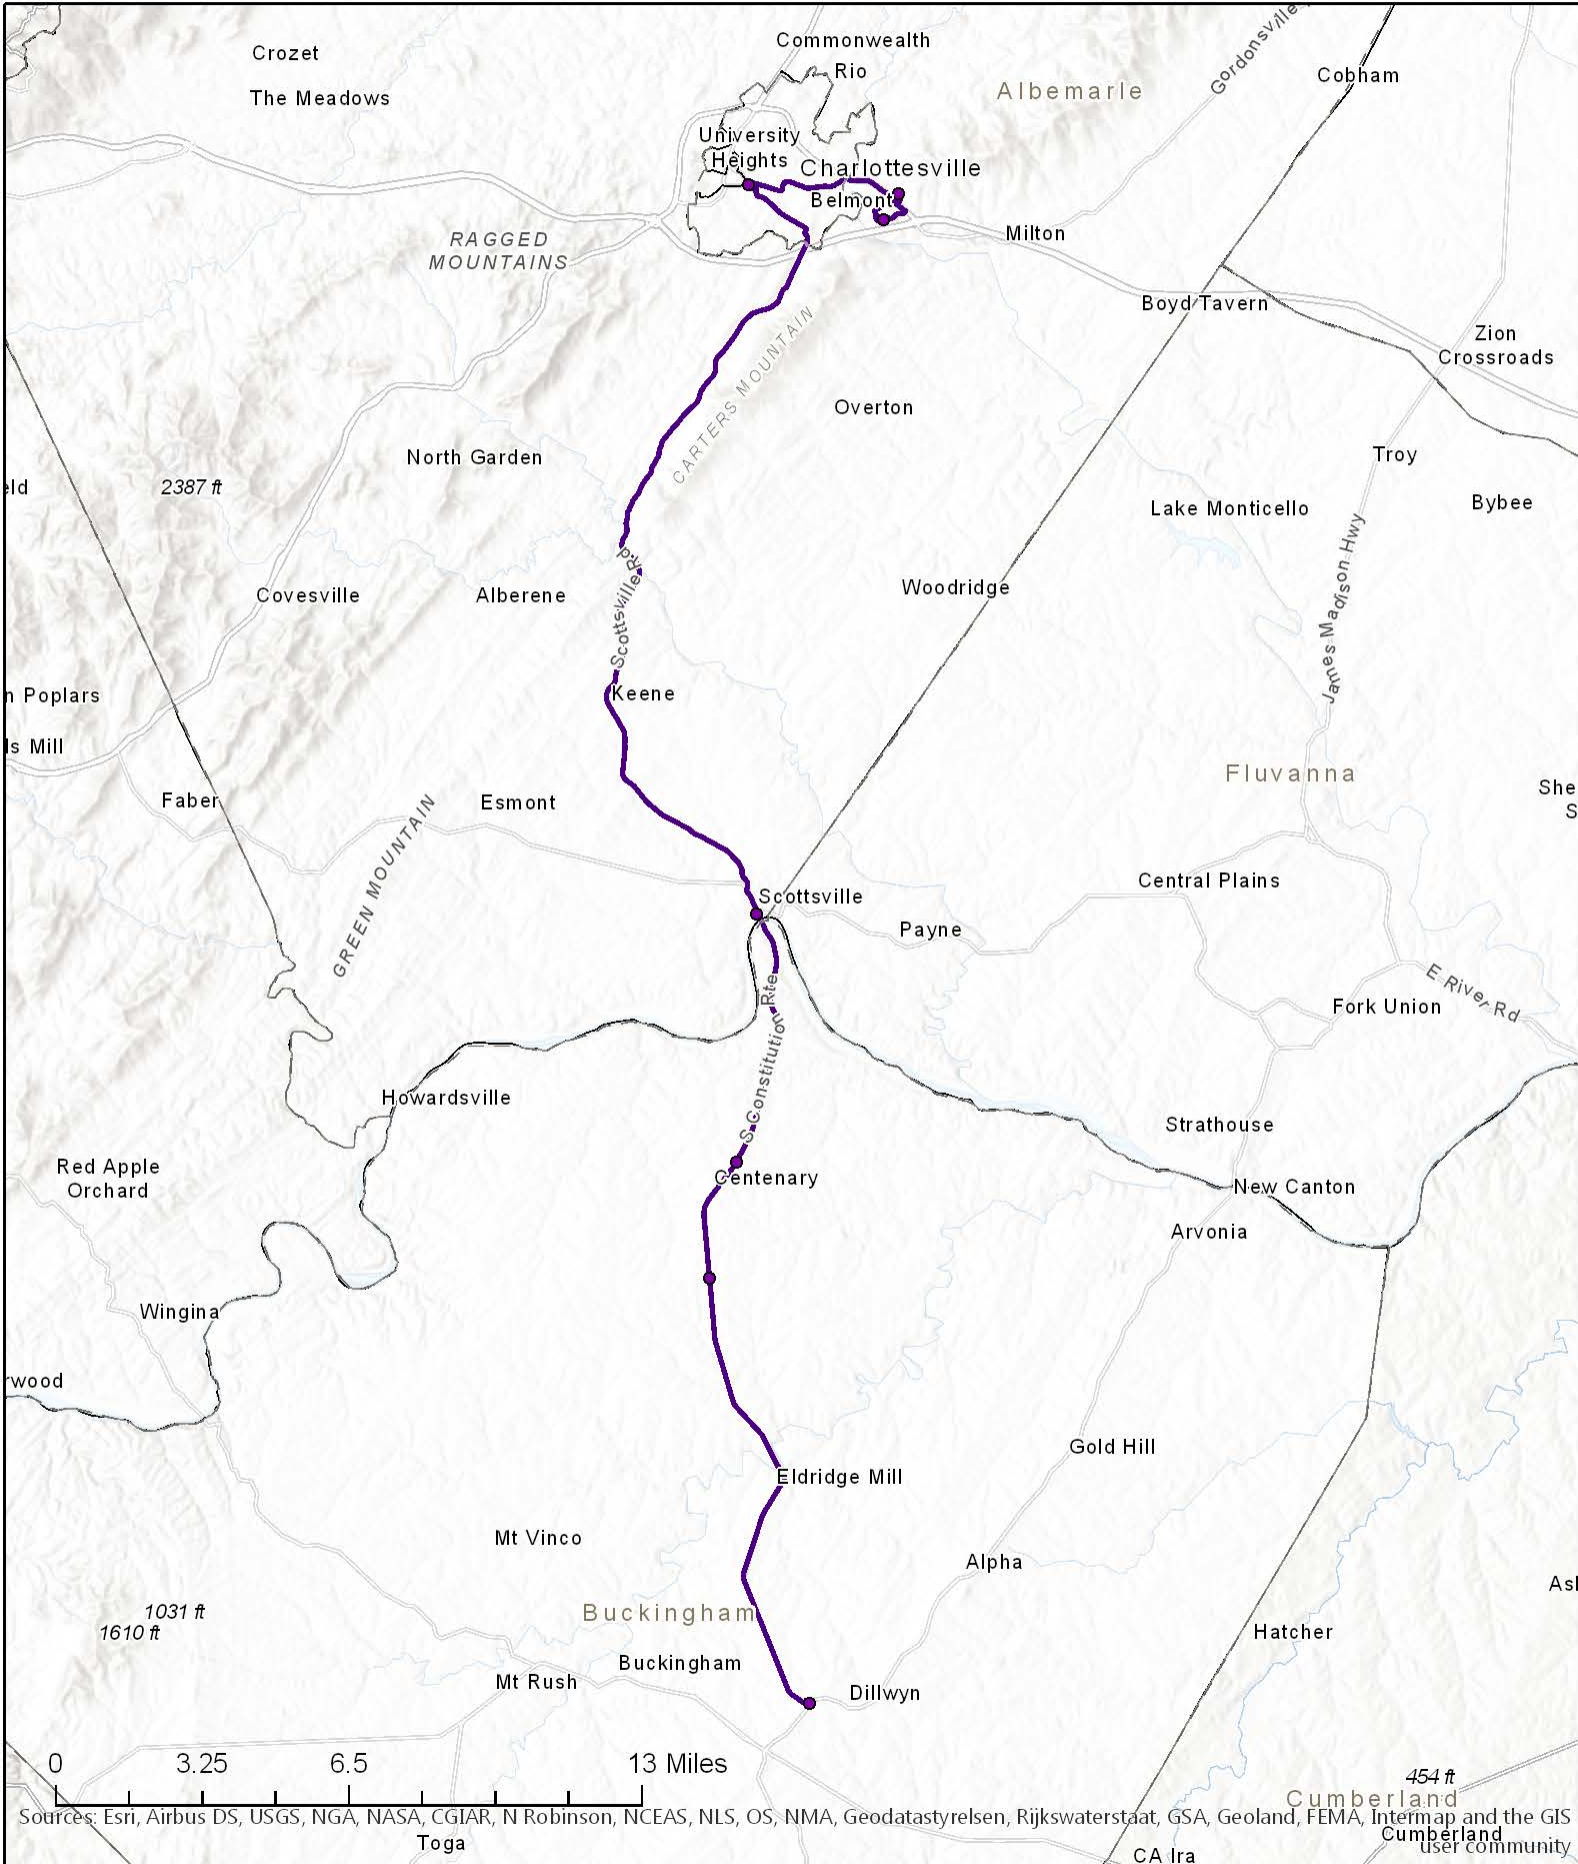 Commonwealth
Crozet
Rio
Cobham
Gordonsville
Albemarle
The Meadows
University
Heights
Charlottesville
Belmont
Milton
RAGGED
MOUNTAINS
Boyd Tavern
Zion
Crossroads
CARTERS MOUNTAIN
Overton
North Garden
Troy
eld
2387 ft
Lake Monticello
Bybee
James Madison Hwy
Scottsville Rd
Covesville
Alberene
Woodridge
n Poplars
Keene
ls Mill
Fluvanna
She
S
Faber
Esmont
GREEN MOUNTAIN
Scottsville
Central Plains
Payne
E River Rd
Fork Union
S Constitution Rte
Howardsville
Strathouse
Red Apple
Orchard
Centenary
New Canton
Arvonia
Wingina
rwood
Gold Hill
Eldridge Mill
Mt Vinco
Alpha
Asl
1031 ft
1610 ft
Buckingham
Hatcher
Buckingham
Mt Rush
Dillwyn
0 3.25 6.5 13 Miles
454 ft
Cumberland
Sources: Esri, Airbus DS, USGS, NGA, NASA, CGIAR, N Robinson, NCEAS, NLS, OS, NMA, Geodatastyrelsen, Rijkswaterstaat, GSA, Geoland, FEMA, Intermap and the GIS
user community
Cumberland
Toga
CA Ira